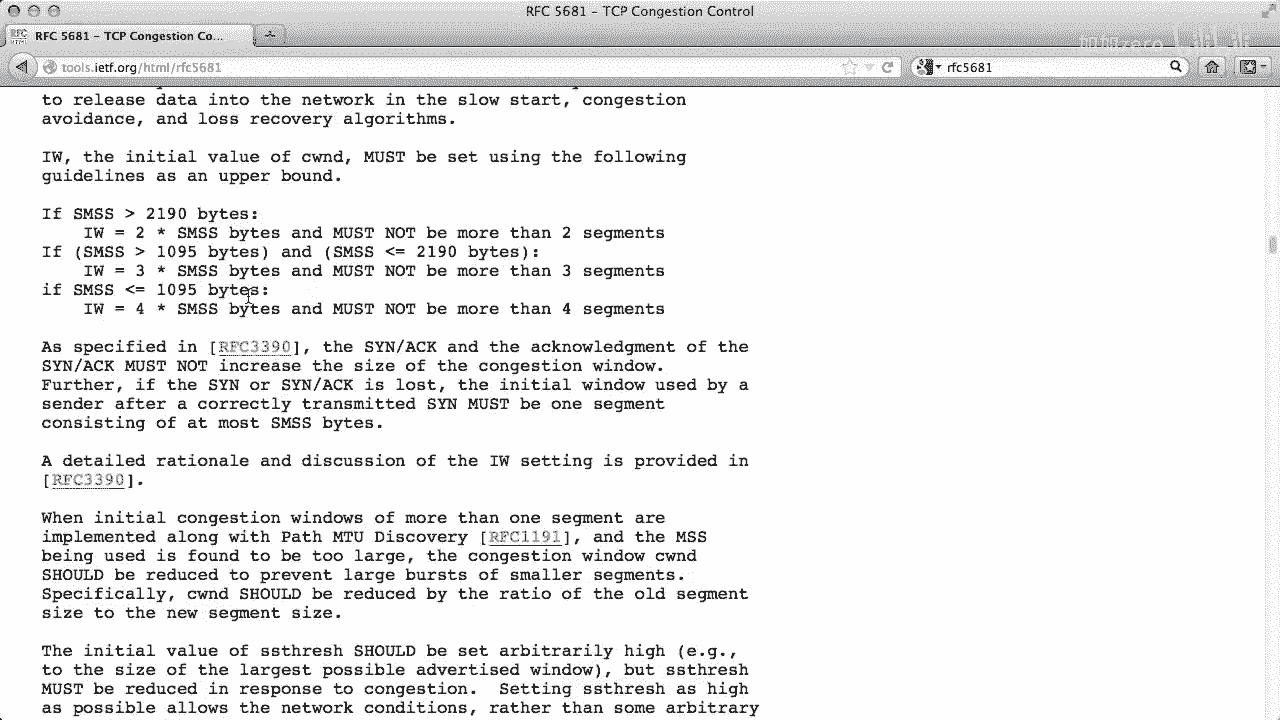 RFC 5681 - TCP Congestion Control
RFC 5681 - TCP Congestion Co...
tools.ietf.org/html/rfc5681
rfc5681
to release data into the network in the slow start, congestion
avoidance, and loss recovery algorithms.
IW, the initial value of cwnd, MUST be set using the following
guidelines as an upper bound.
If SMSS > 2190 bytes:
IW = 2 * SMSS bytes and MUST NOT be more than 2 segments
If (SMSS > 1095 bytes) and (SMSS <= 2190 bytes):
IW = 3 * SMSS bytes and MUST NOT be more than 3 segments
if SMSS <= 1095 bytes:
IW = 4 * SMSS bytes and MUST NOT be more than 4 segments
As specified in [RFC3390], the SYN/ACK and the acknowledgment of the
SYN/ACK MUST NOT increase the size of the congestion window.
Further, if the SYN or SYN/ACK is lost, the initial window used by a
sender after a correctly transmitted SYN MUST be one segment
consisting of at most SMSS bytes.
A detailed rationale and discussion of the IW setting is provided in
[RFC3390].
When initial congestion windows of more than one segment are
implemented along with Path MTU Discovery [RFC1191], and the MSS
being used is found to be too large, the congestion window cwnd
SHOULD be reduced to prevent large bursts of smaller segments.
Specifically, cwnd SHOULD be reduced by the ratio of the old segment
size to the new segment size.
The initial value of ssthresh SHOULD be set arbitrarily high (e.g.,
to the size of the largest possible advertised window), but ssthresh
MUST be reduced in response to congestion.  Setting ssthresh as high
as possible allows the network conditions, rather than some arbitrary